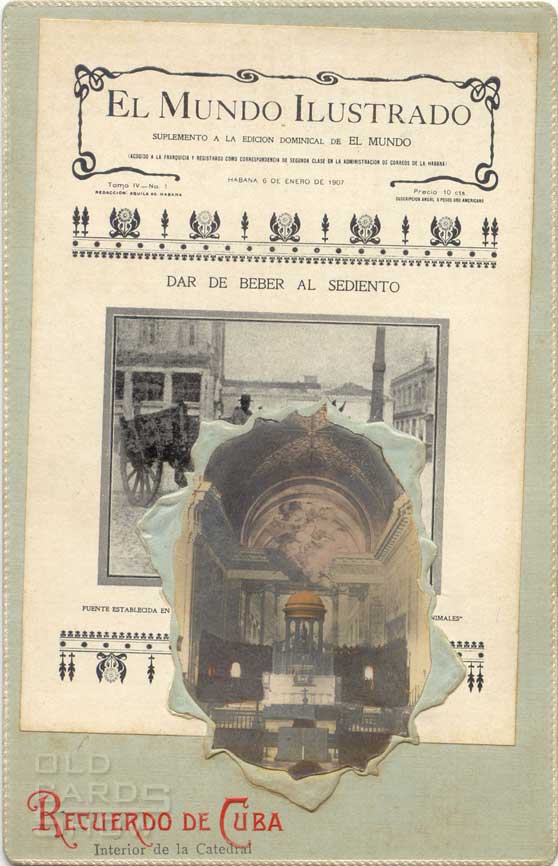 EL MUNDO ILUSTRADO
SUPLEMENTO A LA EDICION DOMINICAL DE EL MUNDO
(ACOGIDO A LA FRANQUICIA Y REGISTRADO COMO CORRESPONDENCIA DE SEGUNDA CLASE EN LA ADMINISTRACION DE CORREOS DE LA HABANA)
Tomo IV—No. 1
HABANA 6 DE ENERO DE 1907
Precio 10 cts.
REDACCION: AGUILA 60 HABANA
SUSCRIPCION ANUAL 5 PESOS ORO AMERICANO
DAR DE BEBER AL SEDIENTO
FUENTE ESTABLECIDA EN
NIMALES"
OLD
CARDS
RECUERDO DE CUBA
Interior de la Catedral